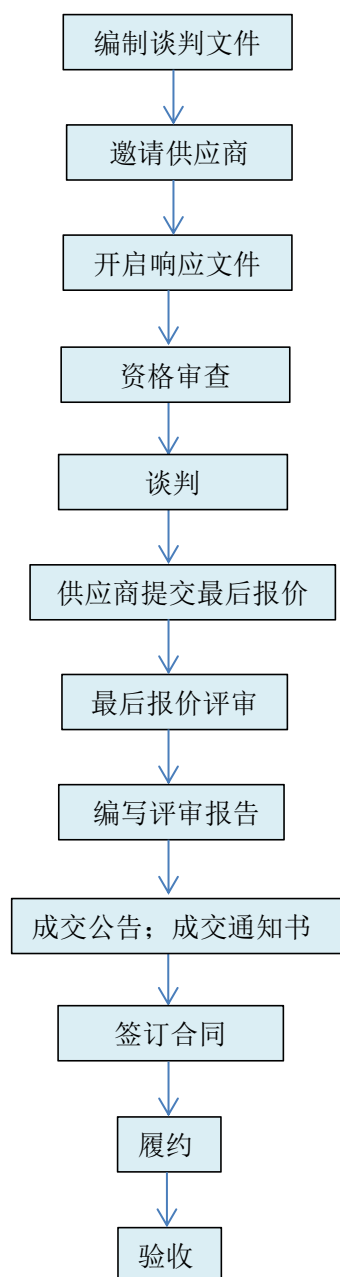 编制谈判文件
邀请供应商
开启响应文件
资格审查
谈判
供应商提交最后报价
最后报价评审
编写评审报告
成交公告；成交通知书
签订合同
履约
验收